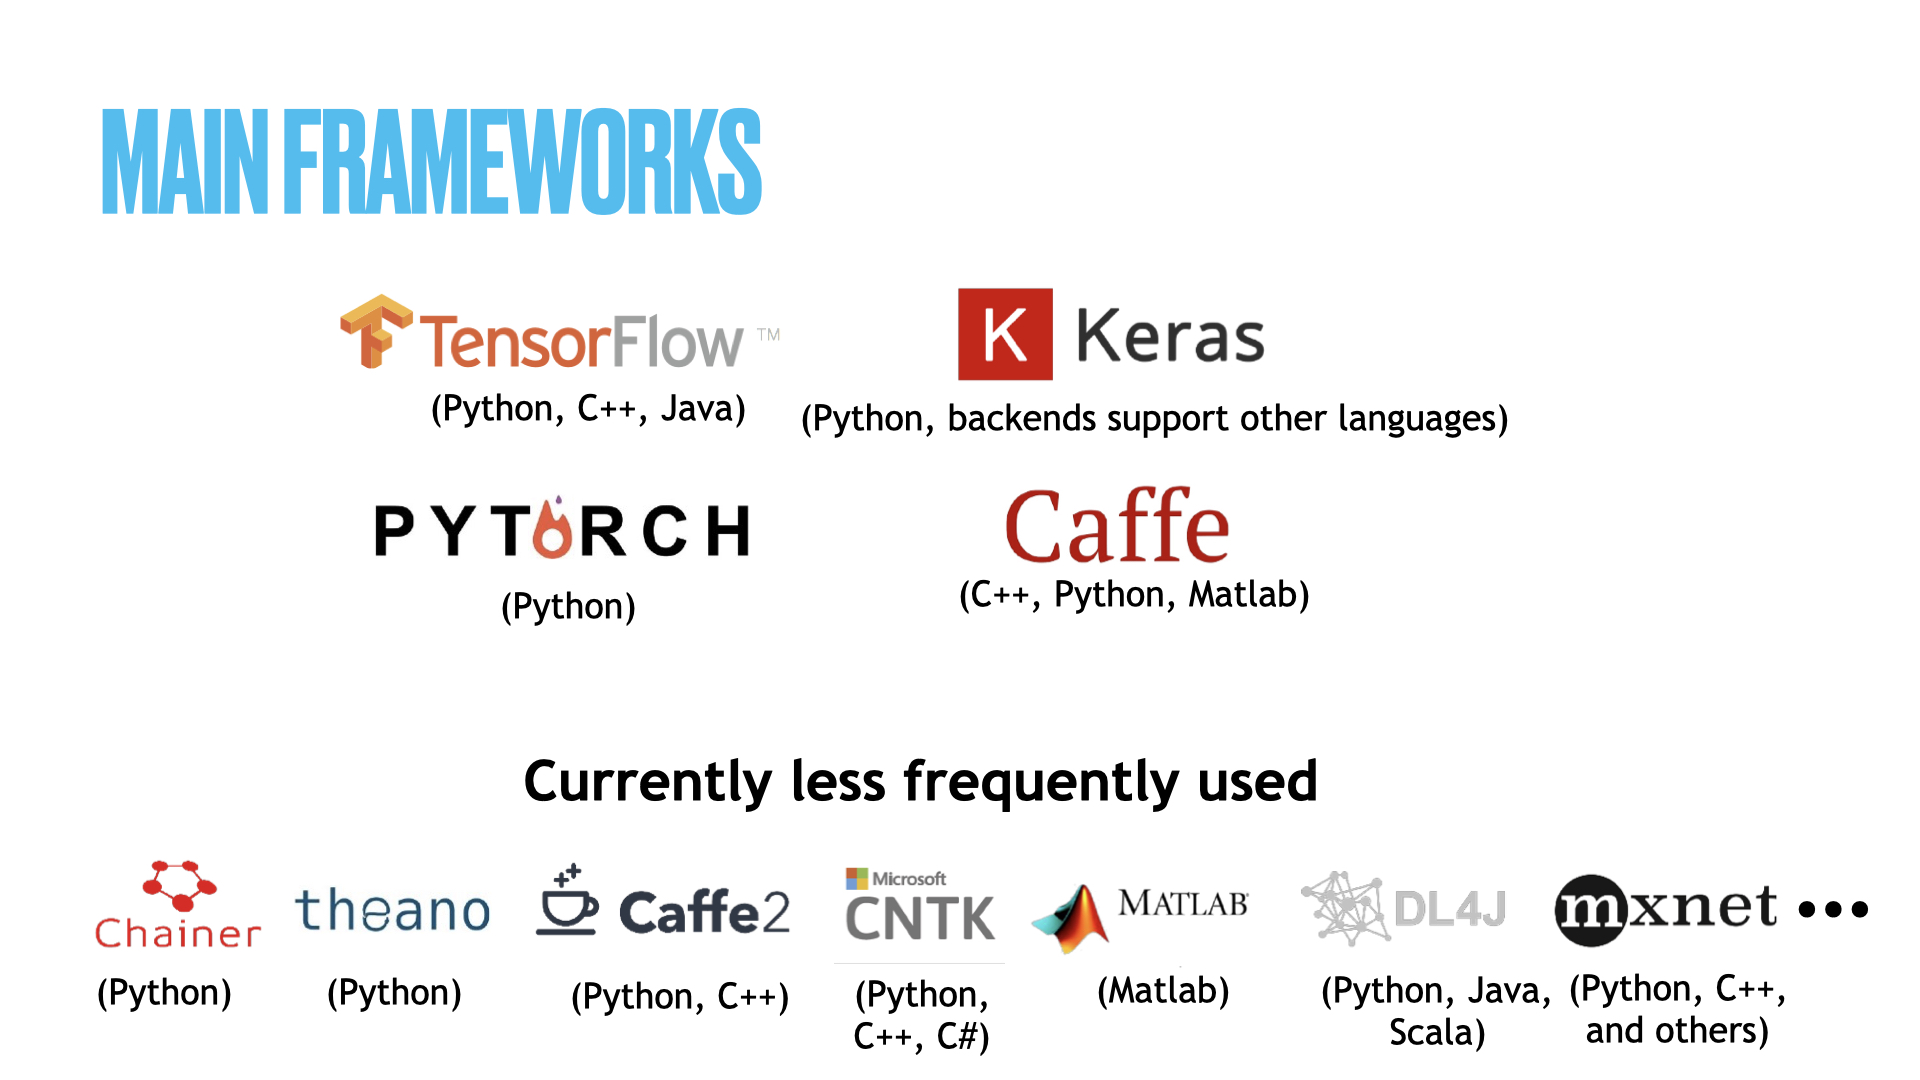 MAIN FRAMEWORKS
TensorFlow ™
(Python, C++, Java)
K Keras
(Python, backends support other languages)
PYTORCH
(Python)
Caffe
(C++, Python, Matlab)
Currently less frequently used
Chainer
(Python)
theano
(Python)
Caffe2
(Python, C++)
Microsoft
CNTK
(Python,
C++, C#)
MATLAB®
(Matlab)
DL4J
(Python, Java,
Scala)
mxnet
(Python, C++,
and others)
•••